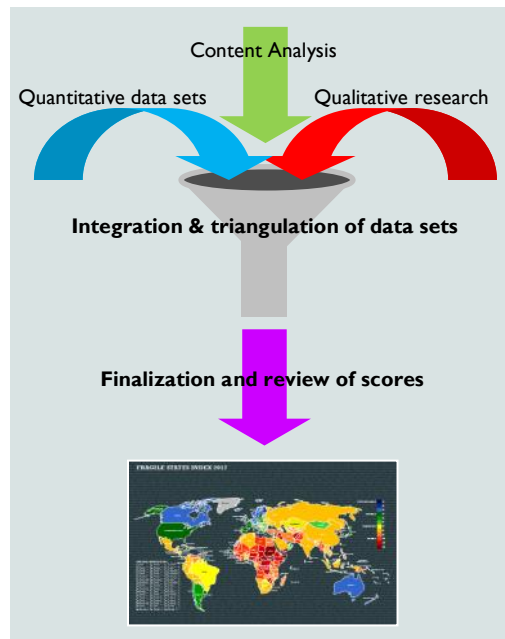 Content Analysis
Quantitative data sets
Qualitative research
Integration & triangulation of data sets
Finalization and review of scores
FRAGILE STATES INDEX 2017